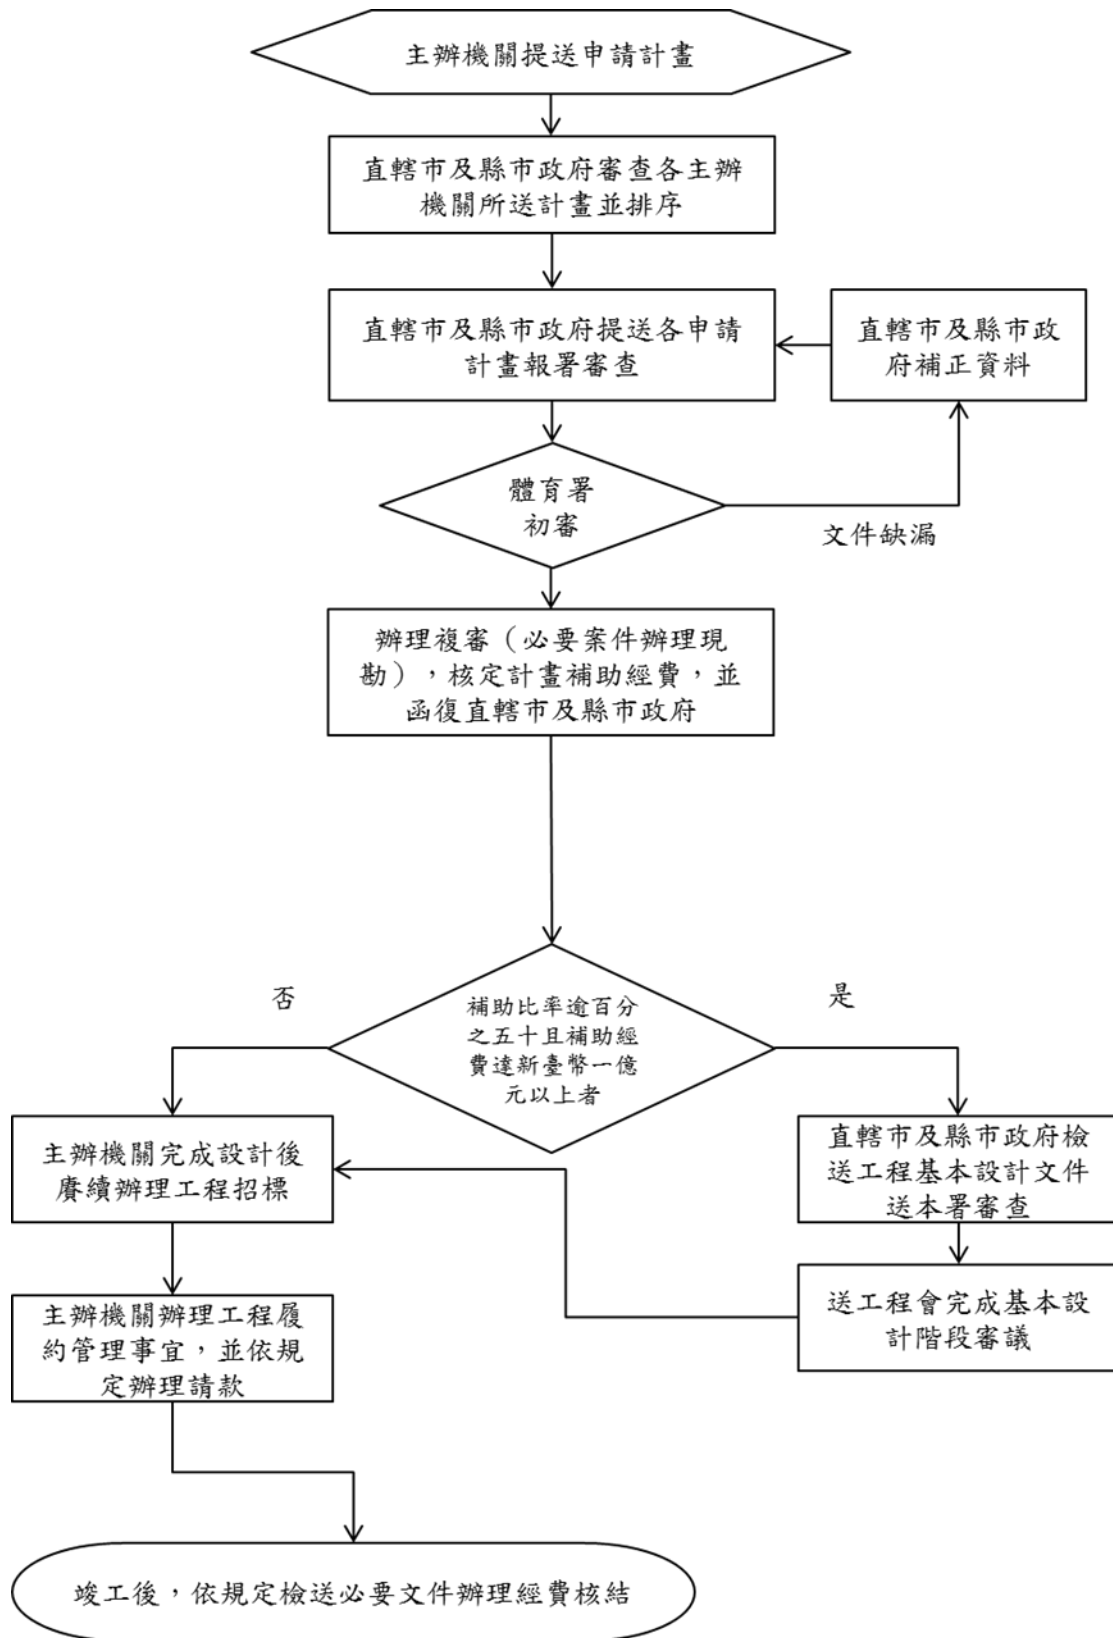 主辦機關提送申請計畫
直轄市及縣市政府審查各主辦
機關所送計畫並排序
直轄市及縣市政府提送各申請
計畫報署審查
直轄市及縣市政
府補正資料
體育署
初審
文件缺漏
辦理複審（必要案件辦理現
勘），核定計畫補助經費，並
函復直轄市及縣市政府
否
補助比率逾百分
之五十且補助經
費達新臺幣一億
元以上者
是
主辦機關完成設計後
賡續辦理工程招標
直轄市及縣市政府檢
送工程基本設計文件
送本署審查
送工程會完成基本設
計階段審議
主辦機關辦理工程履
約管理事宜，並依規
定辦理請款
竣工後，依規定檢送必要文件辦理經費核結